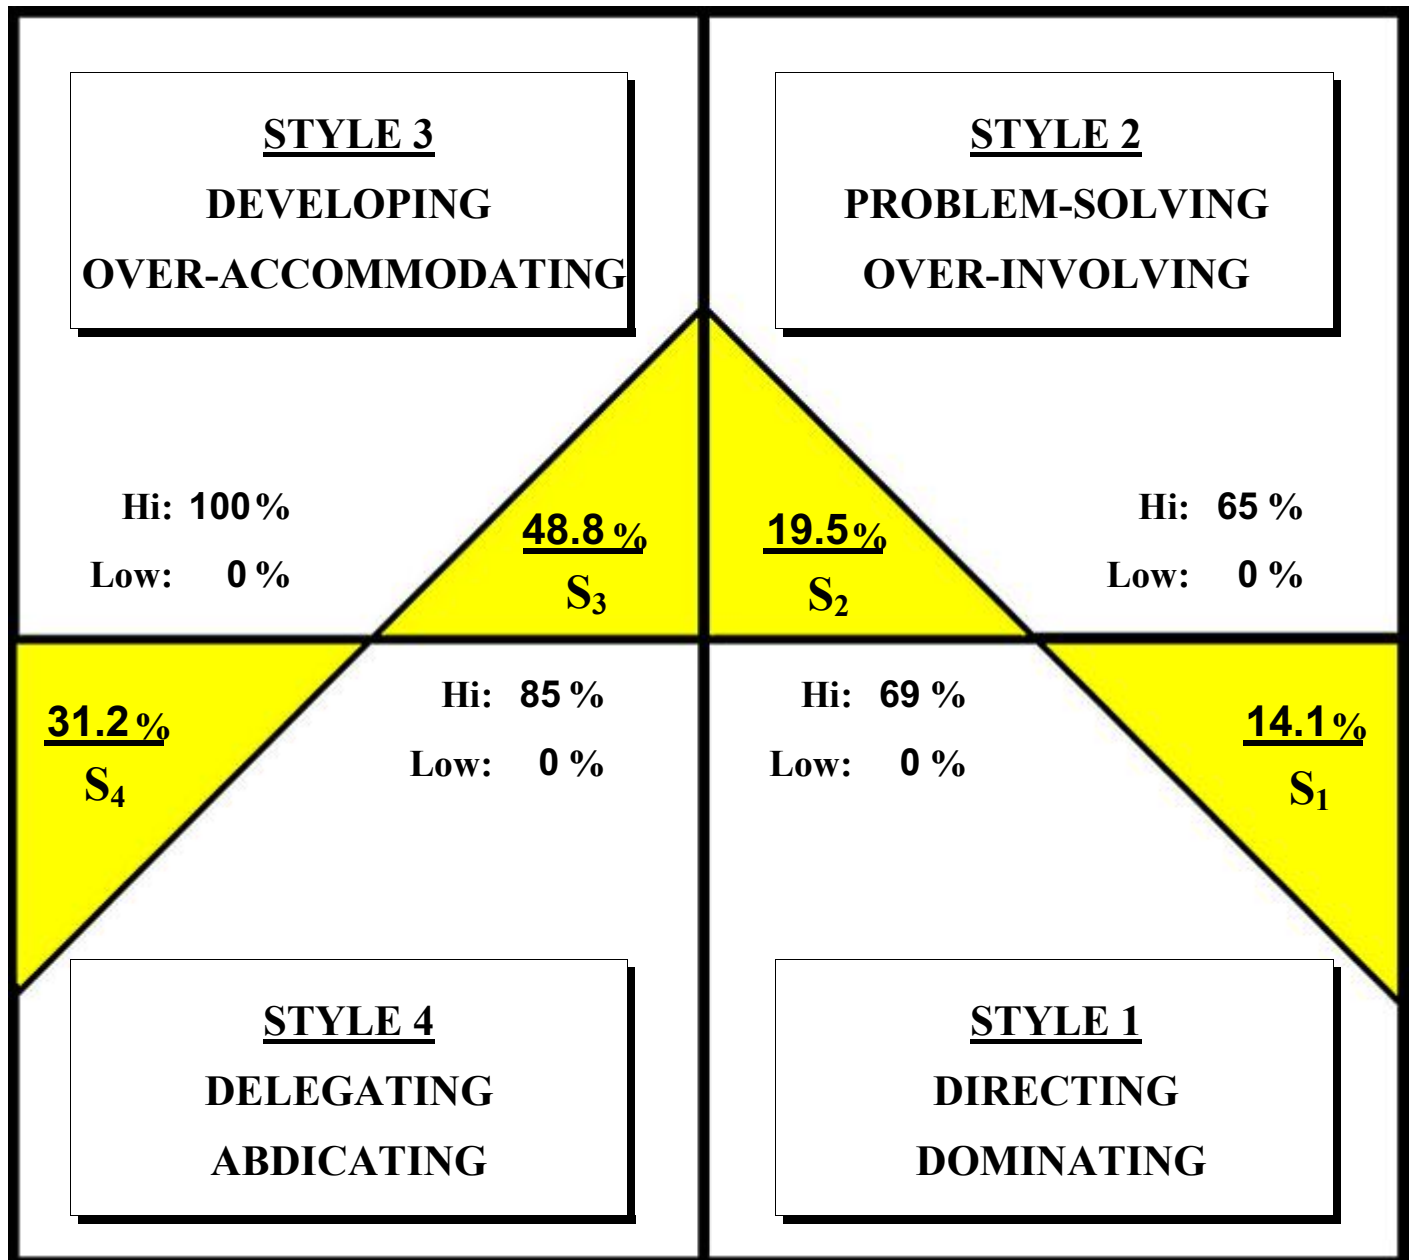 STYLE 3
DEVELOPING
OVER-ACCOMMODATING
STYLE 2
PROBLEM-SOLVING
OVER-INVOLVING
Hi: 100%
Low: 0 %
48.8 %
S₃
19.5%
S₂
Hi: 65 %
Low: 0 %
31.2%
S₄
Hi: 85 %
Low: 0 %
Hi: 69 %
Low: 0 %
14.1%
S₁
STYLE 4
DELEGATING
ABDICATING
STYLE 1
DIRECTING
DOMINATING